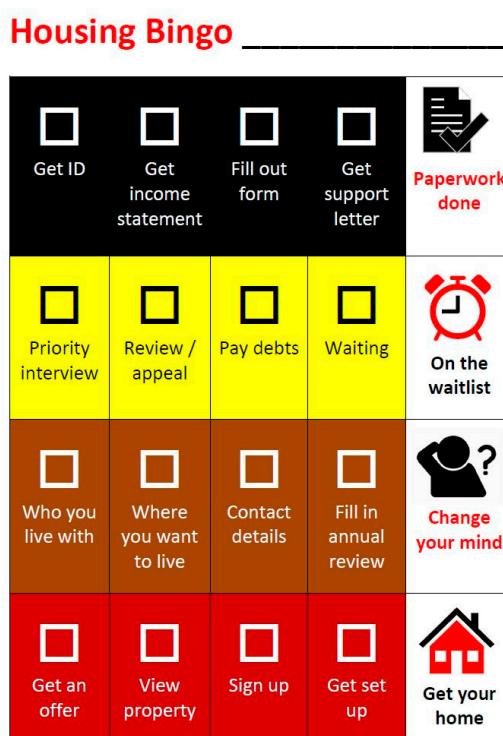 Housing Bingo _______________
Get ID
Get
income
statement
Fill out
form
Get
support
letter
Paperwork
done
Priority
interview
Review /
appeal
Pay debts
Waiting
On the
waitlist
Who you
live with
Where
you want
to live
Contact
details
Fill in
annual
review
?
Change
your mind
Get an
offer
View
property
Sign up
Get set
up
Get your
home